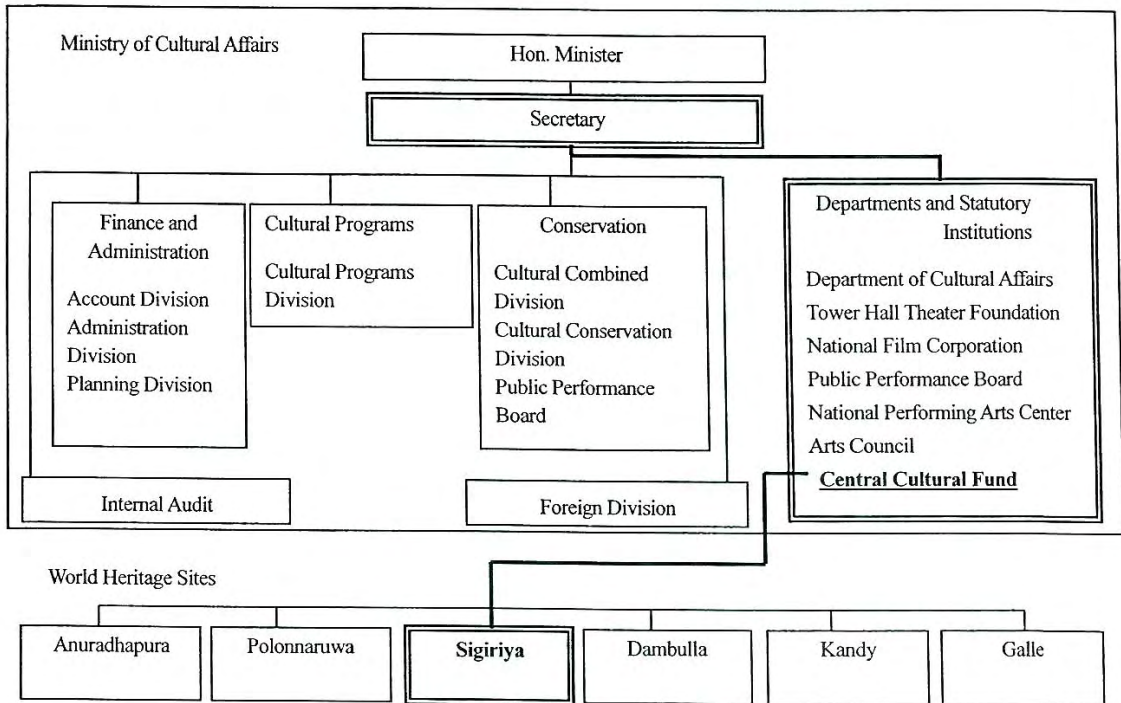 Ministry of Cultural Affairs
Hon. Minister
Secretary
Finance and
Administration
Account Division
Administration
Division
Planning Division
Cultural Programs
Cultural Programs
Division
Conservation
Cultural Combined
Division
Cultural Conservation
Division
Public Performance
Board
Departments and Statutory
Institutions
Department of Cultural Affairs
Tower Hall Theater Foundation
National Film Corporation
Public Performance Board
National Performing Arts Center
Arts Council
Central Cultural Fund
Internal Audit
Foreign Division
World Heritage Sites
Anuradhapura
Polonnaruwa
Sigiriya
Dambulla
Kandy
Galle